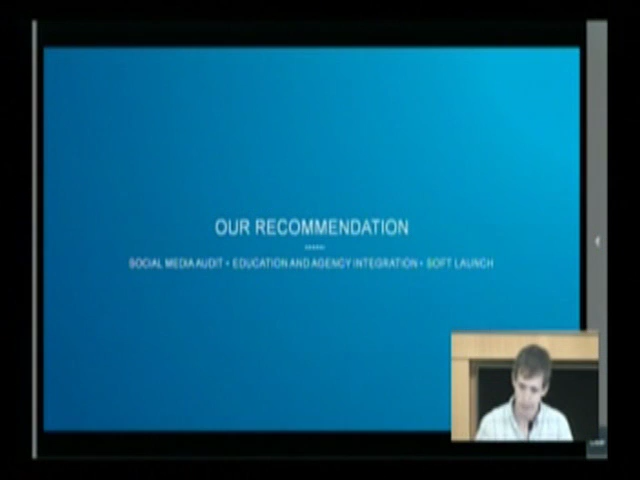 OUR RECOMMENDATION
SOCIAL MEDIA AUDIT • EDUCATION AND AGENCY INTEGRATION • SOFT LAUNCH